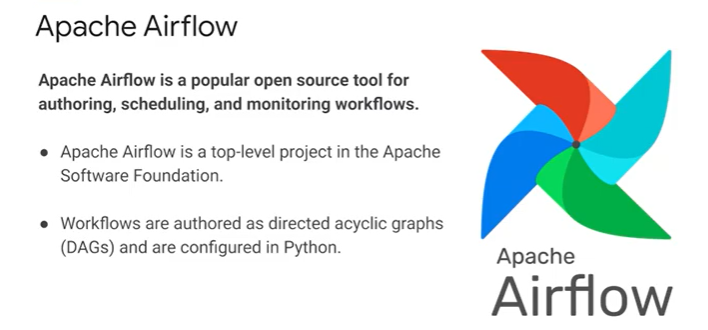 Apache Airflow
Apache Airflow is a popular open source tool for
authoring, scheduling, and monitoring workflows.
● Apache Airflow is a top-level project in the Apache
Software Foundation.
● Workflows are authored as directed acyclic graphs
(DAGs) and are configured in Python.
Apache
Airflow